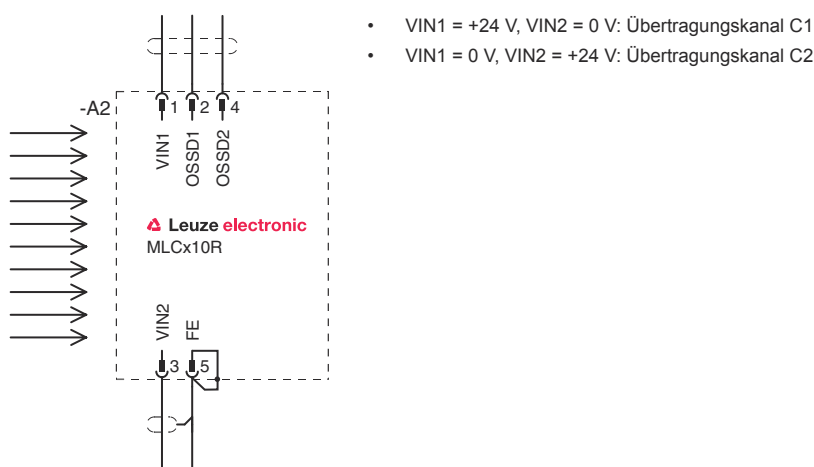 • VIN1 = +24 V, VIN2 = 0 V: Übertragungskanal C1
• VIN1 = 0 V, VIN2 = +24 V: Übertragungskanal C2
-A2
1 2 4
VIN1
OSSD1
OSSD2
Leuze electronic
MLCx10R
VIN2
FE
3 5